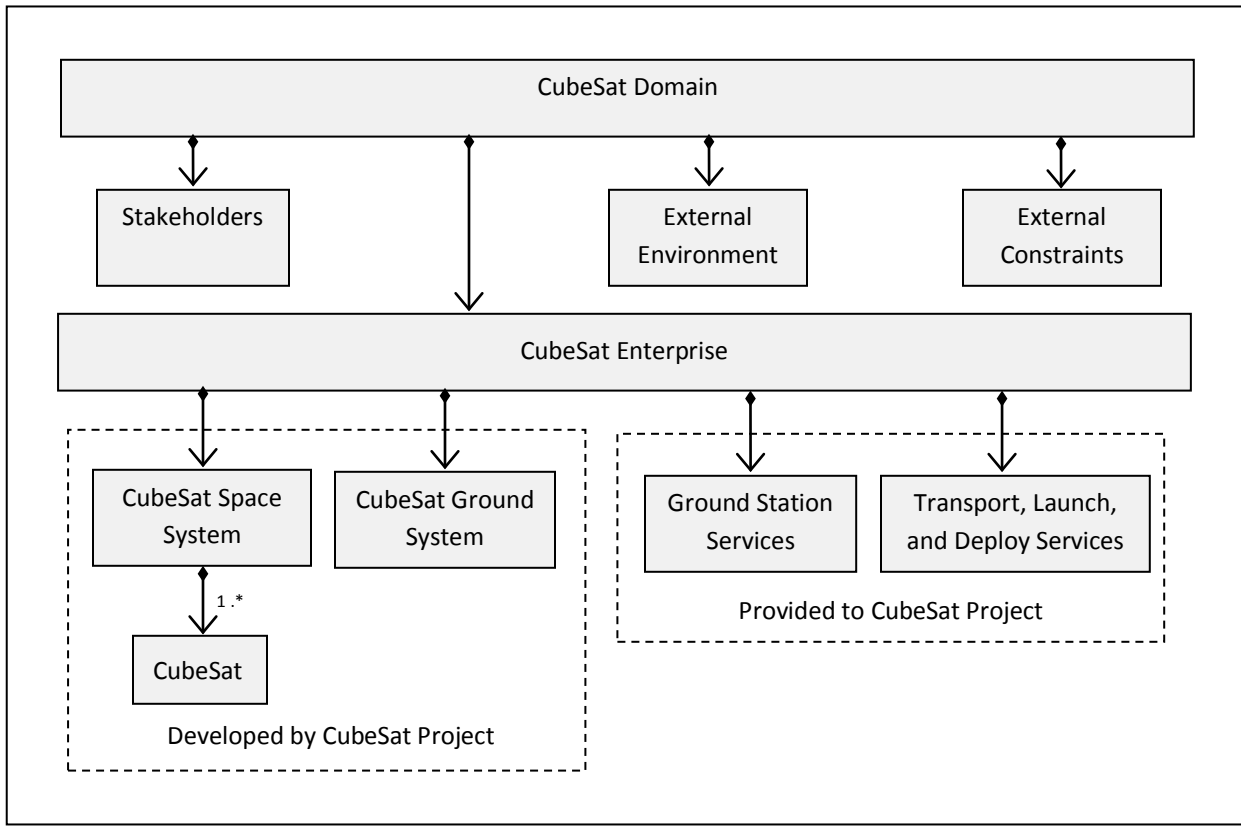 CubeSat Domain
Stakeholders
External
Environment
External
Constraints
CubeSat Enterprise
CubeSat Space
System
CubeSat Ground
System
Ground Station
Services
Transport, Launch,
and Deploy Services
1 .*
Provided to CubeSat Project
CubeSat
Developed by CubeSat Project